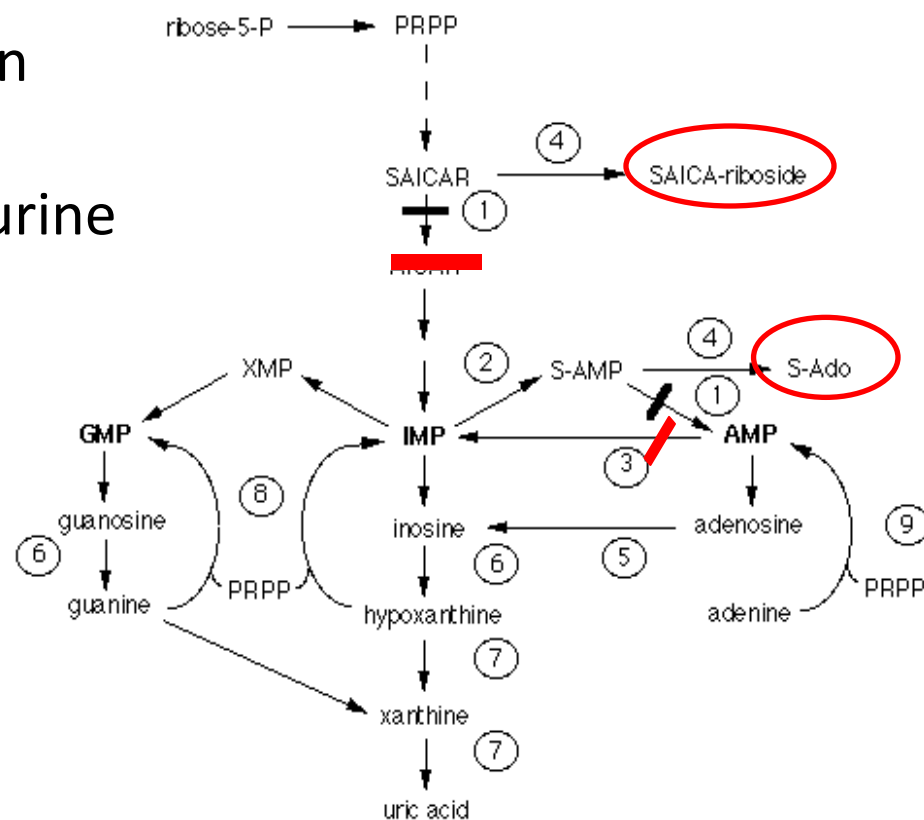 ribose-5-P PRPP
n
4
SAICAR SAICA-riboside
urine
1
4
2
XMP S-AMP S-Ado
1
GMP IMP AMP
3
8
guanosine inosine adenosine 9
6 6 5
PRPP PRPP
guanine hypoxanthine adenine
7
xanthine
7
uric acid